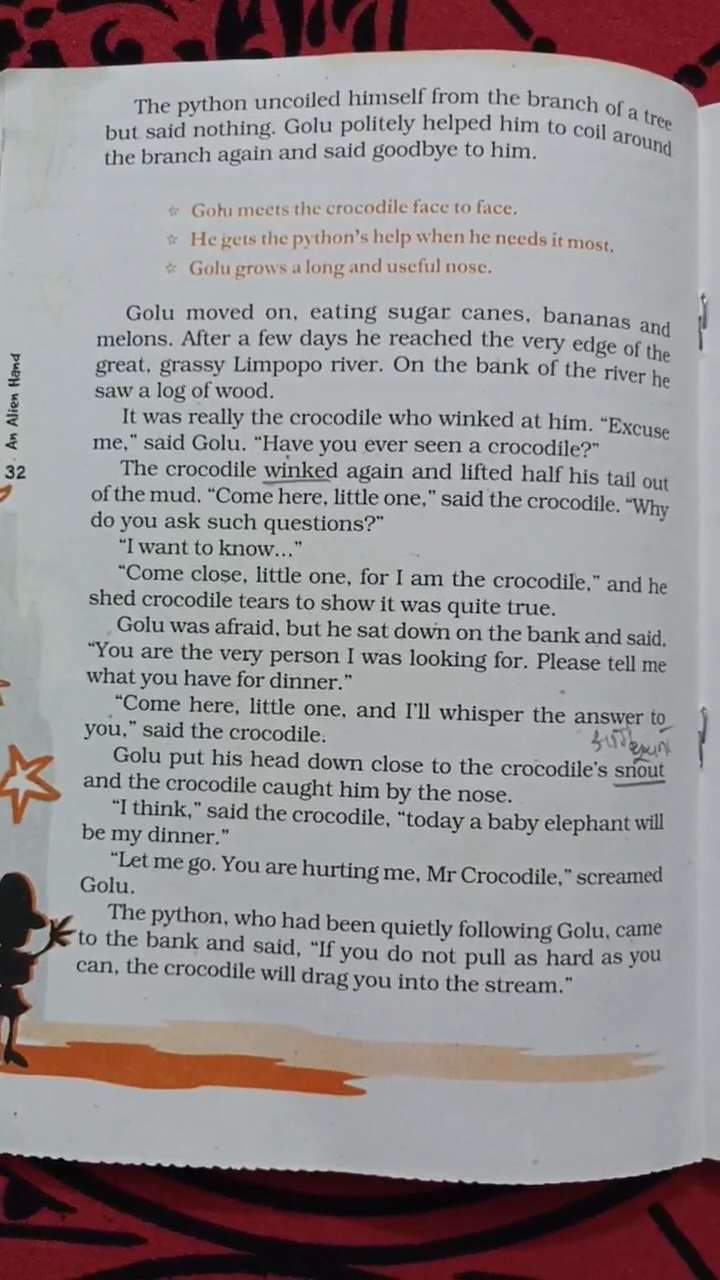 The python uncoiled himself from the branch of a tree
but said nothing. Golu politely helped him to coil around
the branch again and said goodbye to him.
☆ Golu meets the crocodile face to face.
☆ He gets the python's help when he needs it most.
☆ Golu grows a long and useful nose.
Golu moved on, eating sugar canes, bananas and
melons. After a few days he reached the very edge of the
great, grassy Limpopo river. On the bank of the river he
saw a log of wood.
It was really the crocodile who winked at him. “Excuse
me,” said Golu. “Have you ever seen a crocodile?”
The crocodile winked again and lifted half his tail out
of the mud. “Come here, little one,” said the crocodile. “Why
do you ask such questions?”
“I want to know...”
“Come close, little one, for I am the crocodile,” and he
shed crocodile tears to show it was quite true.
Golu was afraid, but he sat down on the bank and said,
“You are the very person I was looking for. Please tell me
what you have for dinner.”
“Come here, little one, and I'll whisper the answer to
you,” said the crocodile.
Golu put his head down close to the crocodile's snout
and the crocodile caught him by the nose.
“I think,” said the crocodile, “today a baby elephant will
be my dinner.”
“Let me go. You are hurting me, Mr Crocodile,” screamed
Golu.
The python, who had been quietly following Golu, came
to the bank and said, “If you do not pull as hard as you
can, the crocodile will drag you into the stream.”
An Alien Hand
32